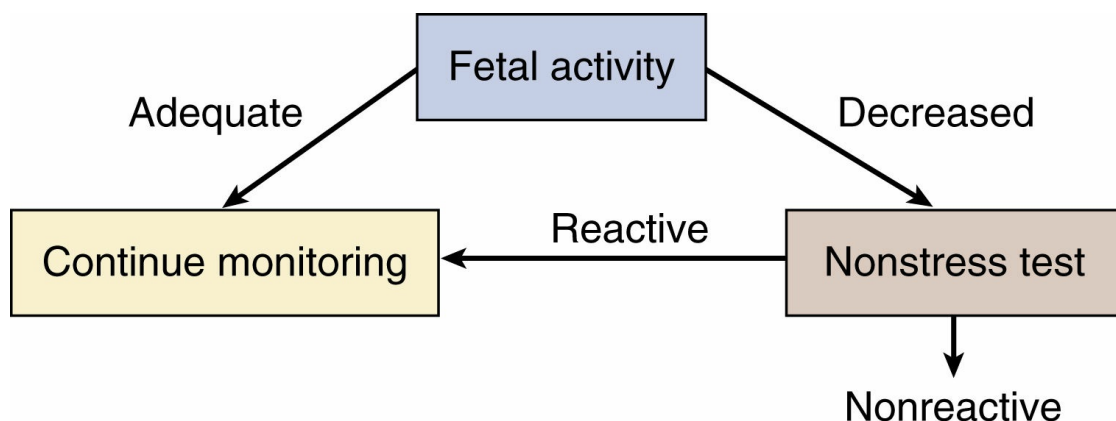 Fetal activity
Adequate
Decreased
Continue monitoring
Reactive
Nonstress test
Nonreactive